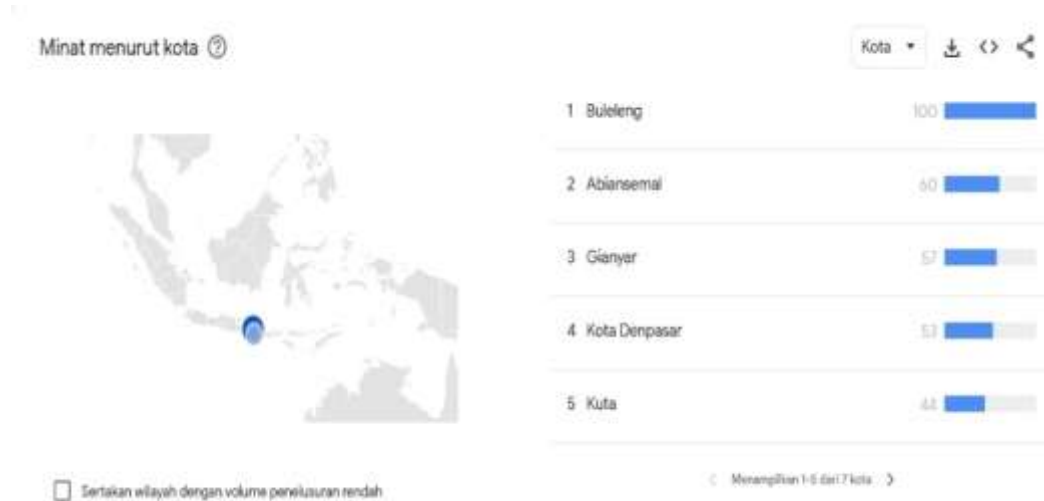 Minat menurut kota
Kota
1 Buleleng 100
2 Abiansemal 60
3 Gianyar 57
4 Kota Denpasar 53
5 Kuta 44
Sertakan wilayah dengan volume penelusuran rendah
Menampilkan 1-5 dari 7 kota